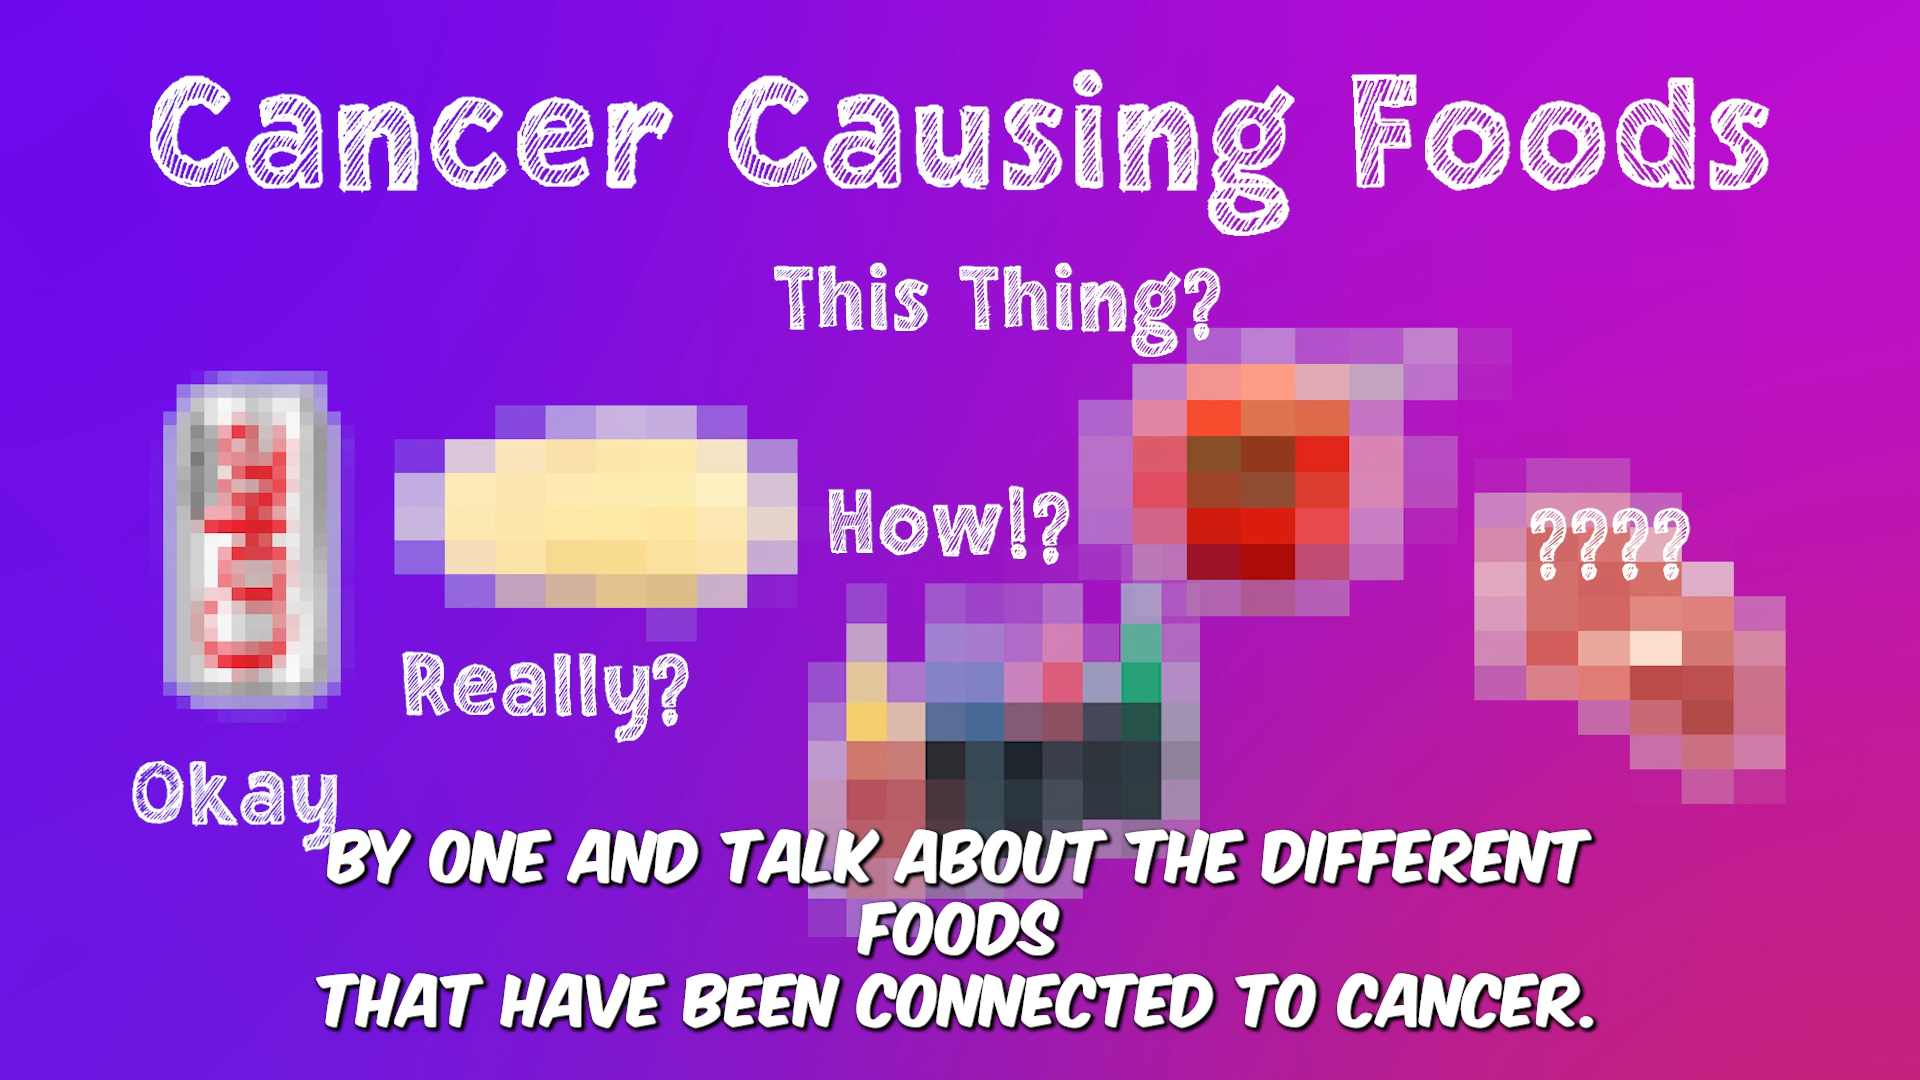 Cancer Causing Foods
This Thing?
How!?
????
Really?
Okay
BY ONE AND TALK ABOUT THE DIFFERENT
FOODS
THAT HAVE BEEN CONNECTED TO CANCER.